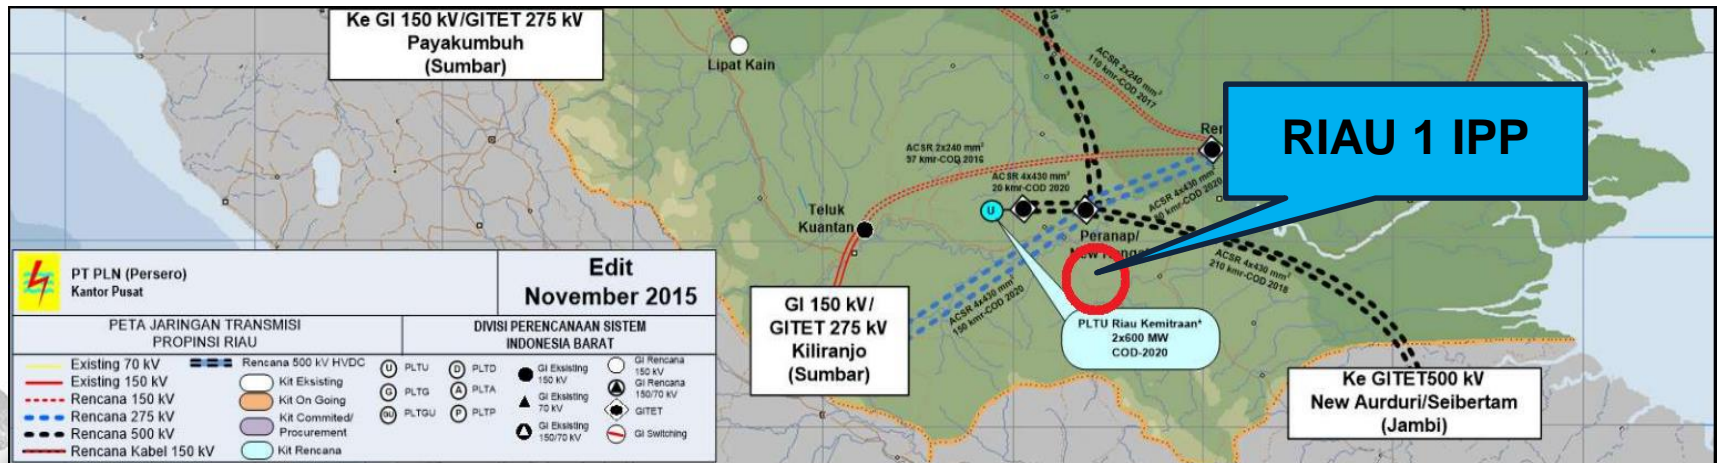 Ke GI 150 kV/GITET 275 kV
Payakumbuh
(Sumbar)
Lipat Kain
ACSR 2x240 mm²
110 kmr-COD 2017
RIAU 1 IPP
ACSR 2x240 mm²
97 kmr-COD 2016
ACSR 4x430 mm²
20 kmr-COD 2020
ACSR 4x430 mm²
Teluk
Kuantan
U
Peranap/
ACSR 4x430 mm²
210 kmr-COD 2018
ACSR 4x430 mm²
150 kmr-COD 2020
PLTU Riau Kemitraan*
2x600 MW
COD-2020
GI 150 kV/
GITET 275 kV
Kiliranjo
(Sumbar)
Ke GITET500 kV
New Aurduri/Seibertam
(Jambi)
PT PLN (Persero)
Kantor Pusat
Edit
November 2015
PETA JARINGAN TRANSMISI
PROPINSI RIAU
DIVISI PERENCANAAN SISTEM
INDONESIA BARAT
Existing 70 kV
Existing 150 kV
Rencana 150 kV
Rencana 275 kV
Rencana 500 kV
Rencana Kabel 150 kV
Rencana 500 kV HVDC
Kit Eksisting
Kit On Going
Kit Commited/
Procurement
Kit Rencana
U PLTU
G PLTG
GU PLTGU
D PLTD
A PLTA
P PLTP
GI Eksisting
150 kV
GI Eksisting
70 kV
GI Eksisting
150/70 kV
GI Rencana
150 kV
GI Rencana
150/70 kV
GITET
GI Switching